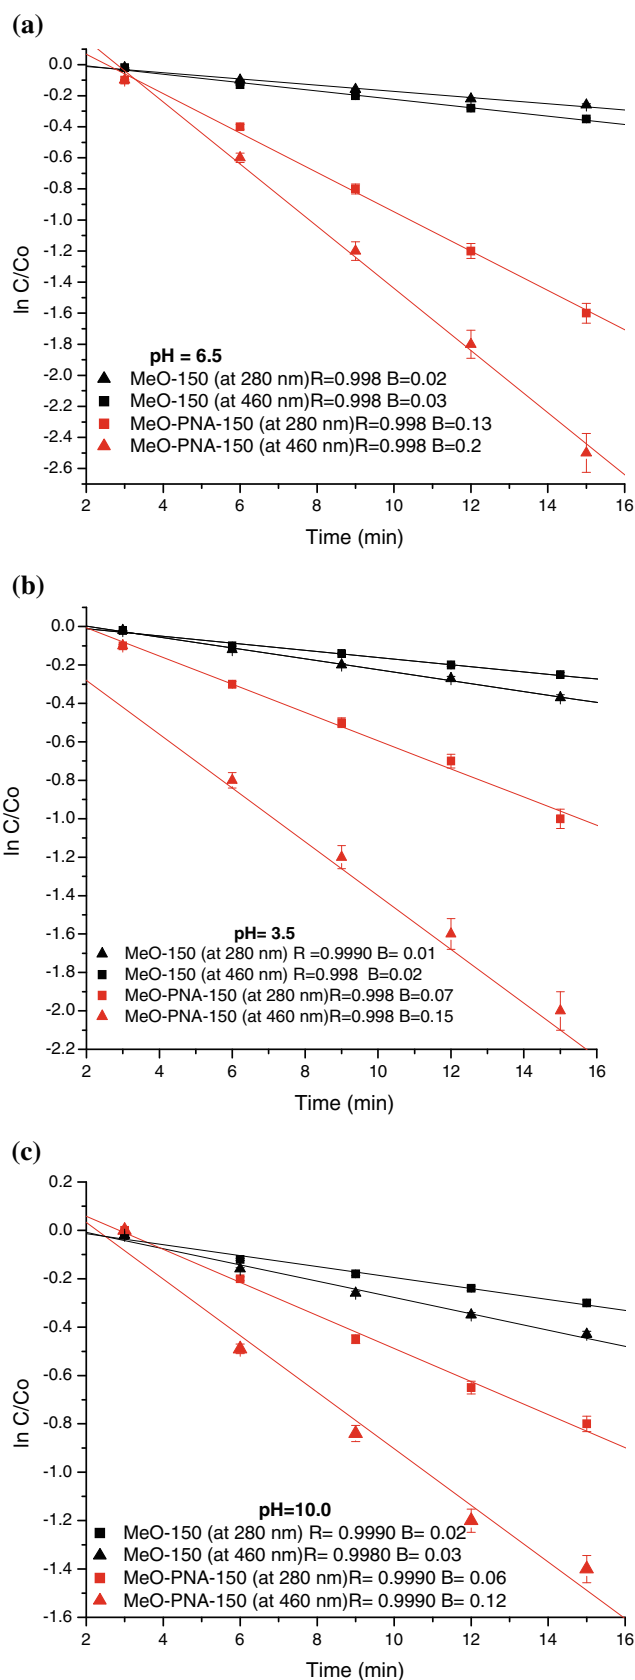 (a)
0.0
-0.2
-0.4
-0.6
-0.8
-1.0
-1.2
-1.4
-1.6
-1.8
-2.0
-2.2
-2.4
-2.6
ln C/Co
pH = 6.5
MeO-150 (at 280 nm)R=0.998 B=0.02
MeO-150 (at 460 nm)R=0.998 B=0.03
MeO-PNA-150 (at 280 nm)R=0.998 B=0.13
MeO-PNA-150 (at 460 nm)R=0.998 B=0.2
2 4 6 8 10 12 14 16
Time (min)
(b)
0.0
-0.2
-0.4
-0.6
-0.8
-1.0
-1.2
-1.4
-1.6
-1.8
-2.0
-2.2
ln C/Co
pH= 3.5
MeO-150 (at 280 nm) R =0.9990 B= 0.01
MeO-150 (at 460 nm) R=0.998 B=0.02
MeO-PNA-150 (at 280 nm)R=0.998 B=0.07
MeO-PNA-150 (at 460 nm)R=0.998 B=0.15
2 4 6 8 10 12 14 16
Time (min)
(c)
0.2
0.0
-0.2
-0.4
-0.6
-0.8
-1.0
-1.2
-1.4
-1.6
ln C/Co
pH=10.0
MeO-150 (at 280 nm) R= 0.9990 B= 0.02
MeO-150 (at 460 nm)R= 0.9980 B= 0.03
MeO-PNA-150 (at 280 nm)R= 0.9990 B= 0.06
MeO-PNA-150 (at 460 nm)R= 0.9990 B= 0.12
2 4 6 8 10 12 14 16
Time (min)